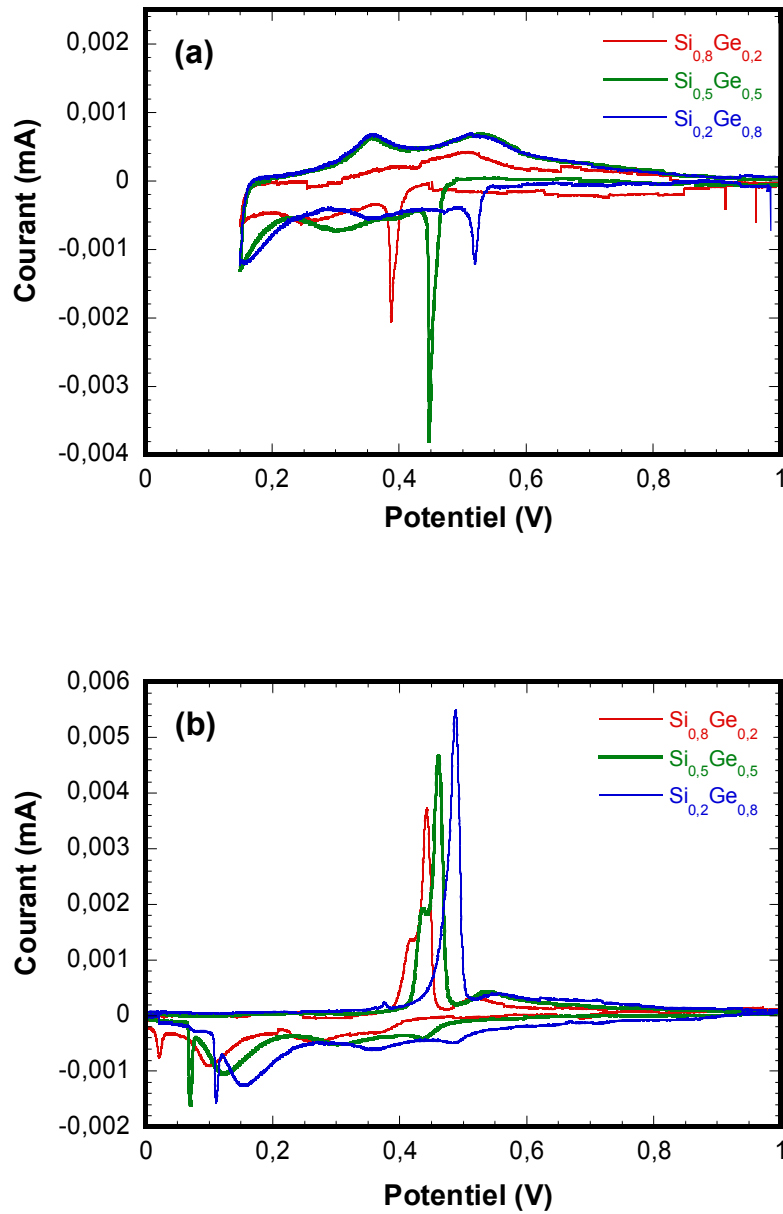 (a)
Si0,8Ge0,2
Si0,5Ge0,5
Si0,2Ge0,8
0,002
0,001
0
-0,001
-0,002
-0,003
-0,004
Courant (mA)
0 0,2 0,4 0,6 0,8 1
Potentiel (V)
(b)
Si0,8Ge0,2
Si0,5Ge0,5
Si0,2Ge0,8
0,006
0,005
0,004
0,003
0,002
0,001
0
-0,001
-0,002
Courant (mA)
0 0,2 0,4 0,6 0,8 1
Potentiel (V)